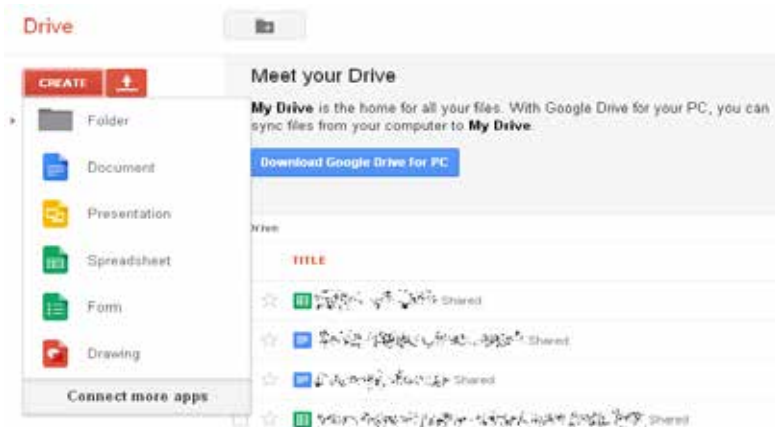 Drive
CREATE
Folder
Document
Presentation
Spreadsheet
Form
Drawing
Connect more apps
Meet your Drive
My Drive is the home for all your files. With Google Drive for your PC, you can
sync files from your computer to My Drive.
Download Google Drive for PC
TITLE
Shared
Shared
Shared
Shared